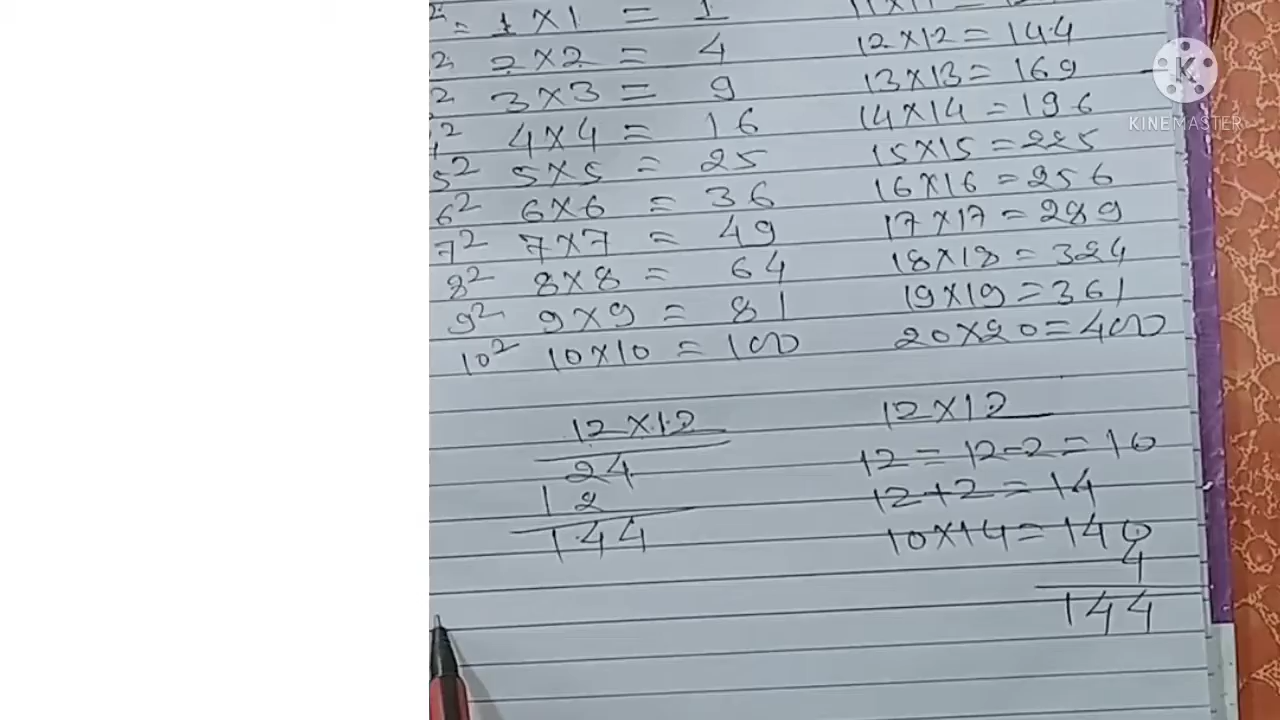 ² = 1 × 1 = 1
² 2 × 2 = 4
² 3 × 3 = 9
4² 4 × 4 = 16
5² 5 × 5 = 25
6² 6 × 6 = 36
7² 7 × 7 = 49
8² 8 × 8 = 64
9² 9 × 9 = 81
10² 10 × 10 = 100
12 × 12 = 144
13 × 13 = 169
14 × 14 = 196
15 × 15 = 225
16 × 16 = 256
17 × 17 = 289
18 × 18 = 324
19 × 19 = 361
20 × 20 = 400
12 × 12
24
12
144
12 × 12
12 = 12 - 2 = 10
12 + 2 = 14
10 × 14 = 140
4
144
KINEMASTER